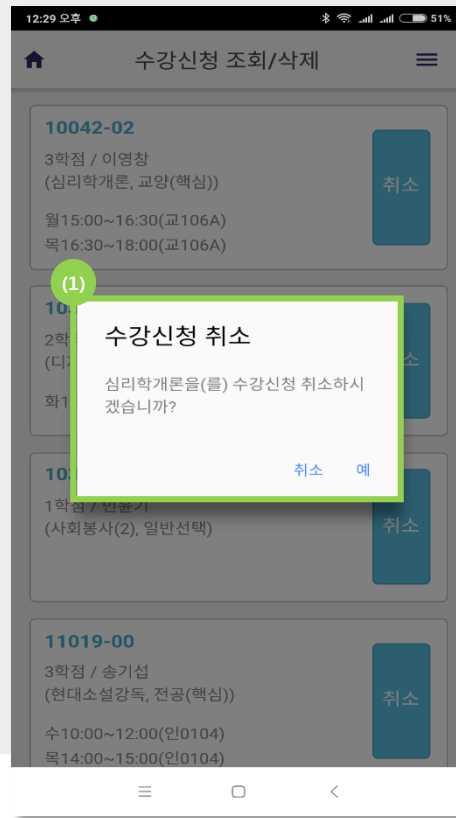 12:29 오후
51%
수강신청 조회/삭제
10042-02
3학점 / 이영창
(심리학개론, 교양(핵심))
취소
월15:00~16:30(교106A)
목16:30~18:00(교106A)
(1)
수강신청 취소
심리학개론을(를) 수강신청 취소하시
겠습니까?
취소 예
1학점 / 민윤기
(사회봉사(2), 일반선택)
취소
11019-00
3학점 / 송기섭
(현대소설강독, 전공(핵심))
취소
수10:00~12:00(인0104)
목14:00~15:00(인0104)